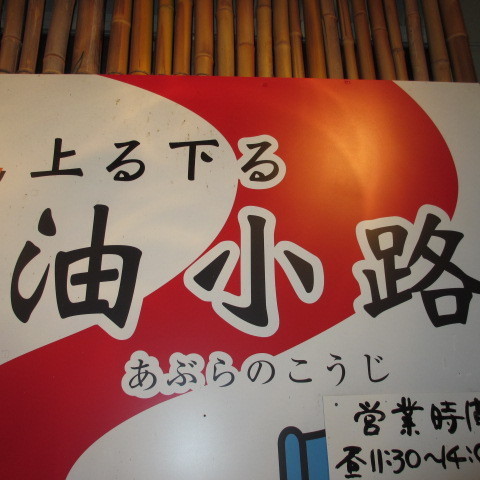 上る下る
油小路
あぶらのこうじ
営業時間
昼11:30～14:0